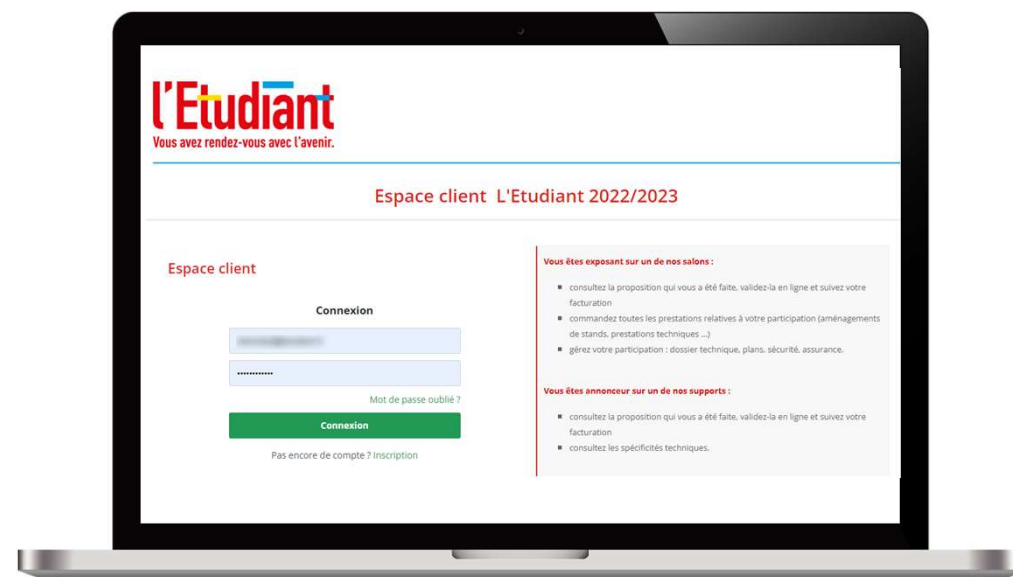 l'Etudiant
Vous avez rendez-vous avec l'avenir.
Espace client L'Etudiant 2022/2023
Espace client
Connexion
••••••••••••
Mot de passe oublié ?
Connexion
Pas encore de compte ? Inscription
Vous êtes exposant sur un de nos salons :
consultez la proposition qui vous a été faite, validez-la en ligne et suivez votre
facturation
commandez toutes les prestations relatives à votre participation (aménagements
de stands, prestations techniques ...)
gérez votre participation : dossier technique, plans, sécurité, assurance.
Vous êtes annonceur sur un de nos supports :
consultez la proposition qui vous a été faite, validez-la en ligne et suivez votre
facturation
consultez les spécificités techniques.